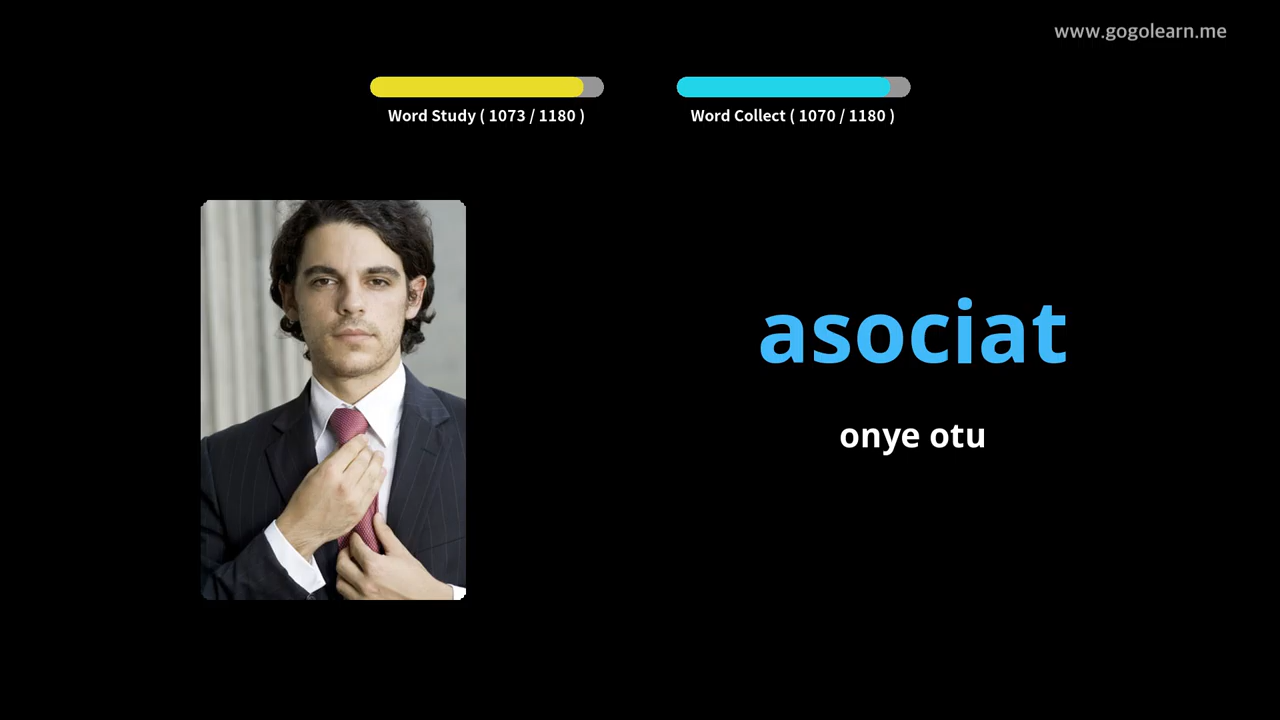 www.gogolearn.me
Word Study ( 1073 / 1180 )
Word Collect ( 1070 / 1180 )
asociat
onye otu